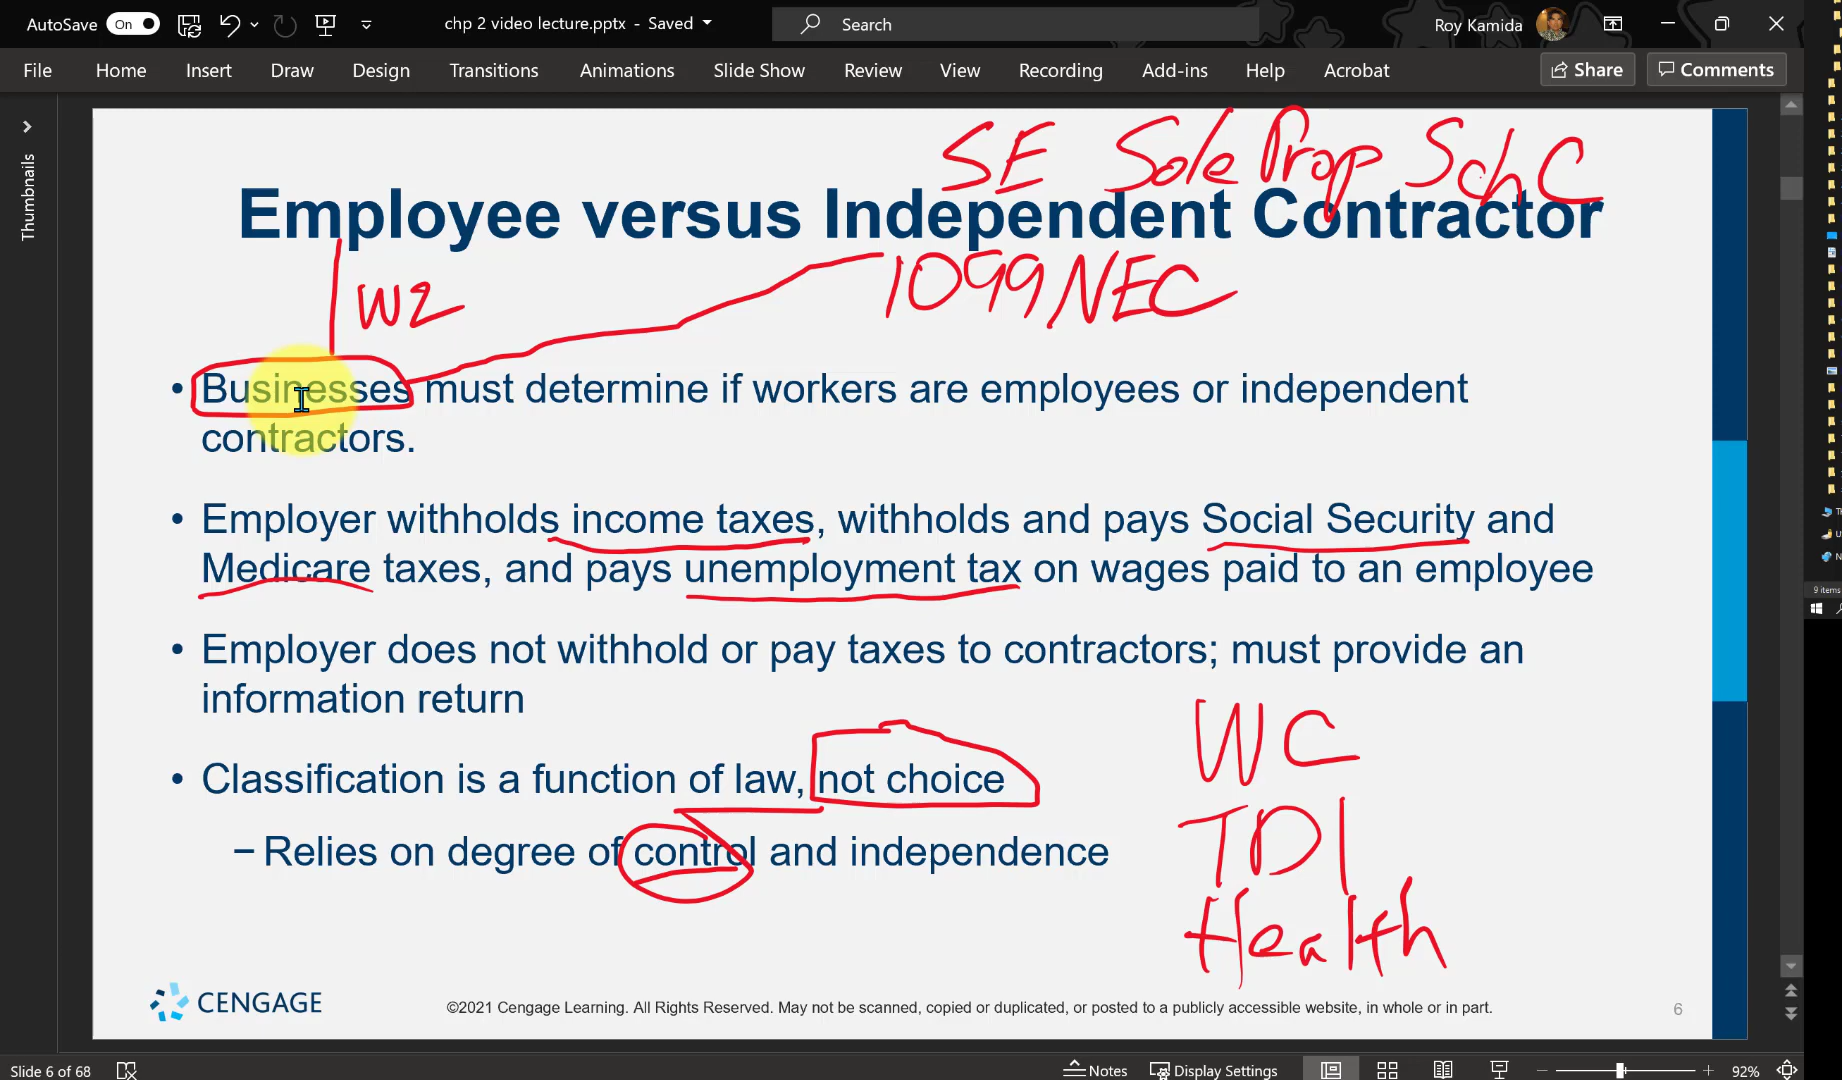 AutoSave On chp 2 video lecture.pptx - Saved Search Roy Kamida
File Home Insert Draw Design Transitions Animations Slide Show Review View Recording Add-ins Help Acrobat Share Comments
Thumbnails
SE Sole Prop Sch C
Employee versus Independent Contractor
W2 1099 NEC
• Businesses must determine if workers are employees or independent
contractors.
• Employer withholds income taxes, withholds and pays Social Security and
Medicare taxes, and pays unemployment tax on wages paid to an employee
• Employer does not withhold or pay taxes to contractors; must provide an
information return
WC
• Classification is a function of law, not choice
TDI
– Relies on degree of control and independence
Health
CENGAGE
©2021 Cengage Learning. All Rights Reserved. May not be scanned, copied or duplicated, or posted to a publicly accessible website, in whole or in part.
6
9 items
Slide 6 of 68 Notes Display Settings 92%